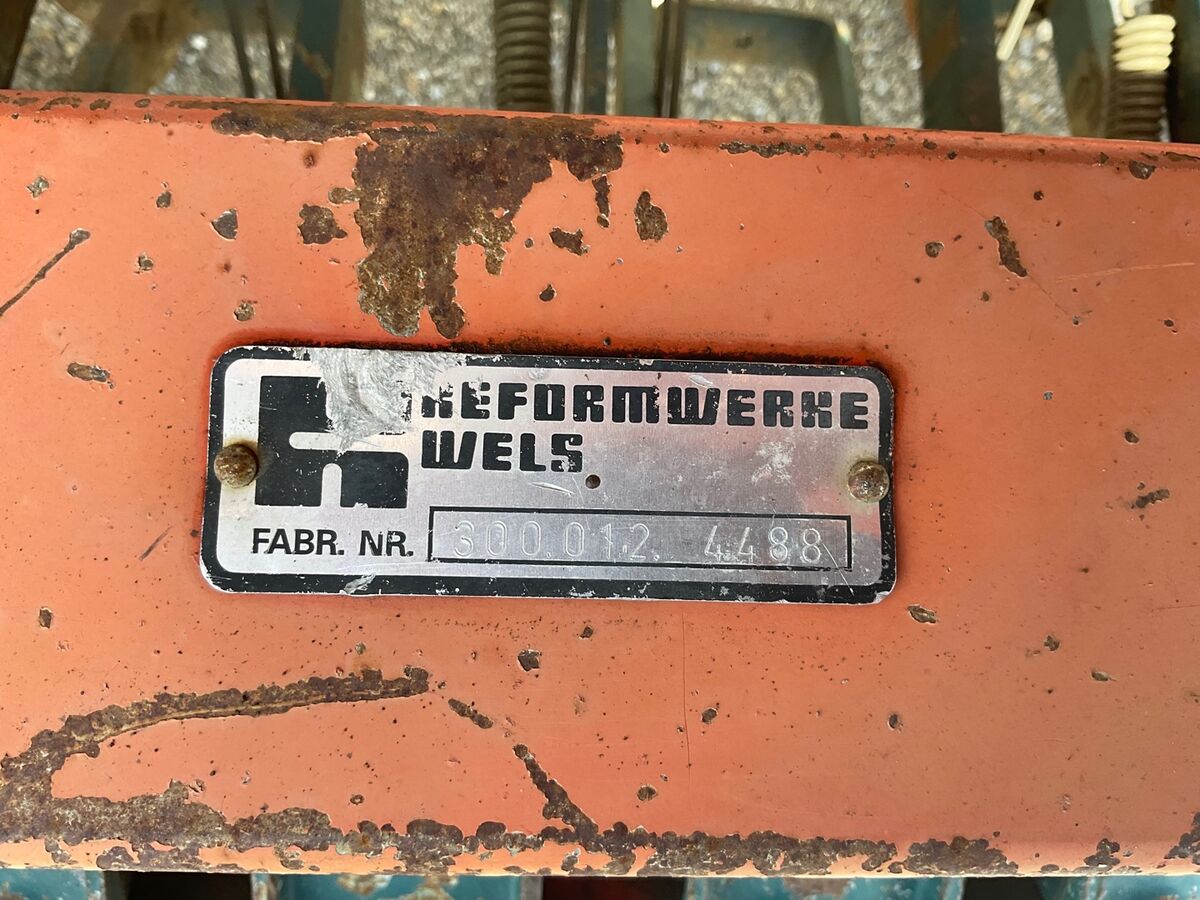 REFORMWERKE
WELS
FABR. NR. 300.012. 4488